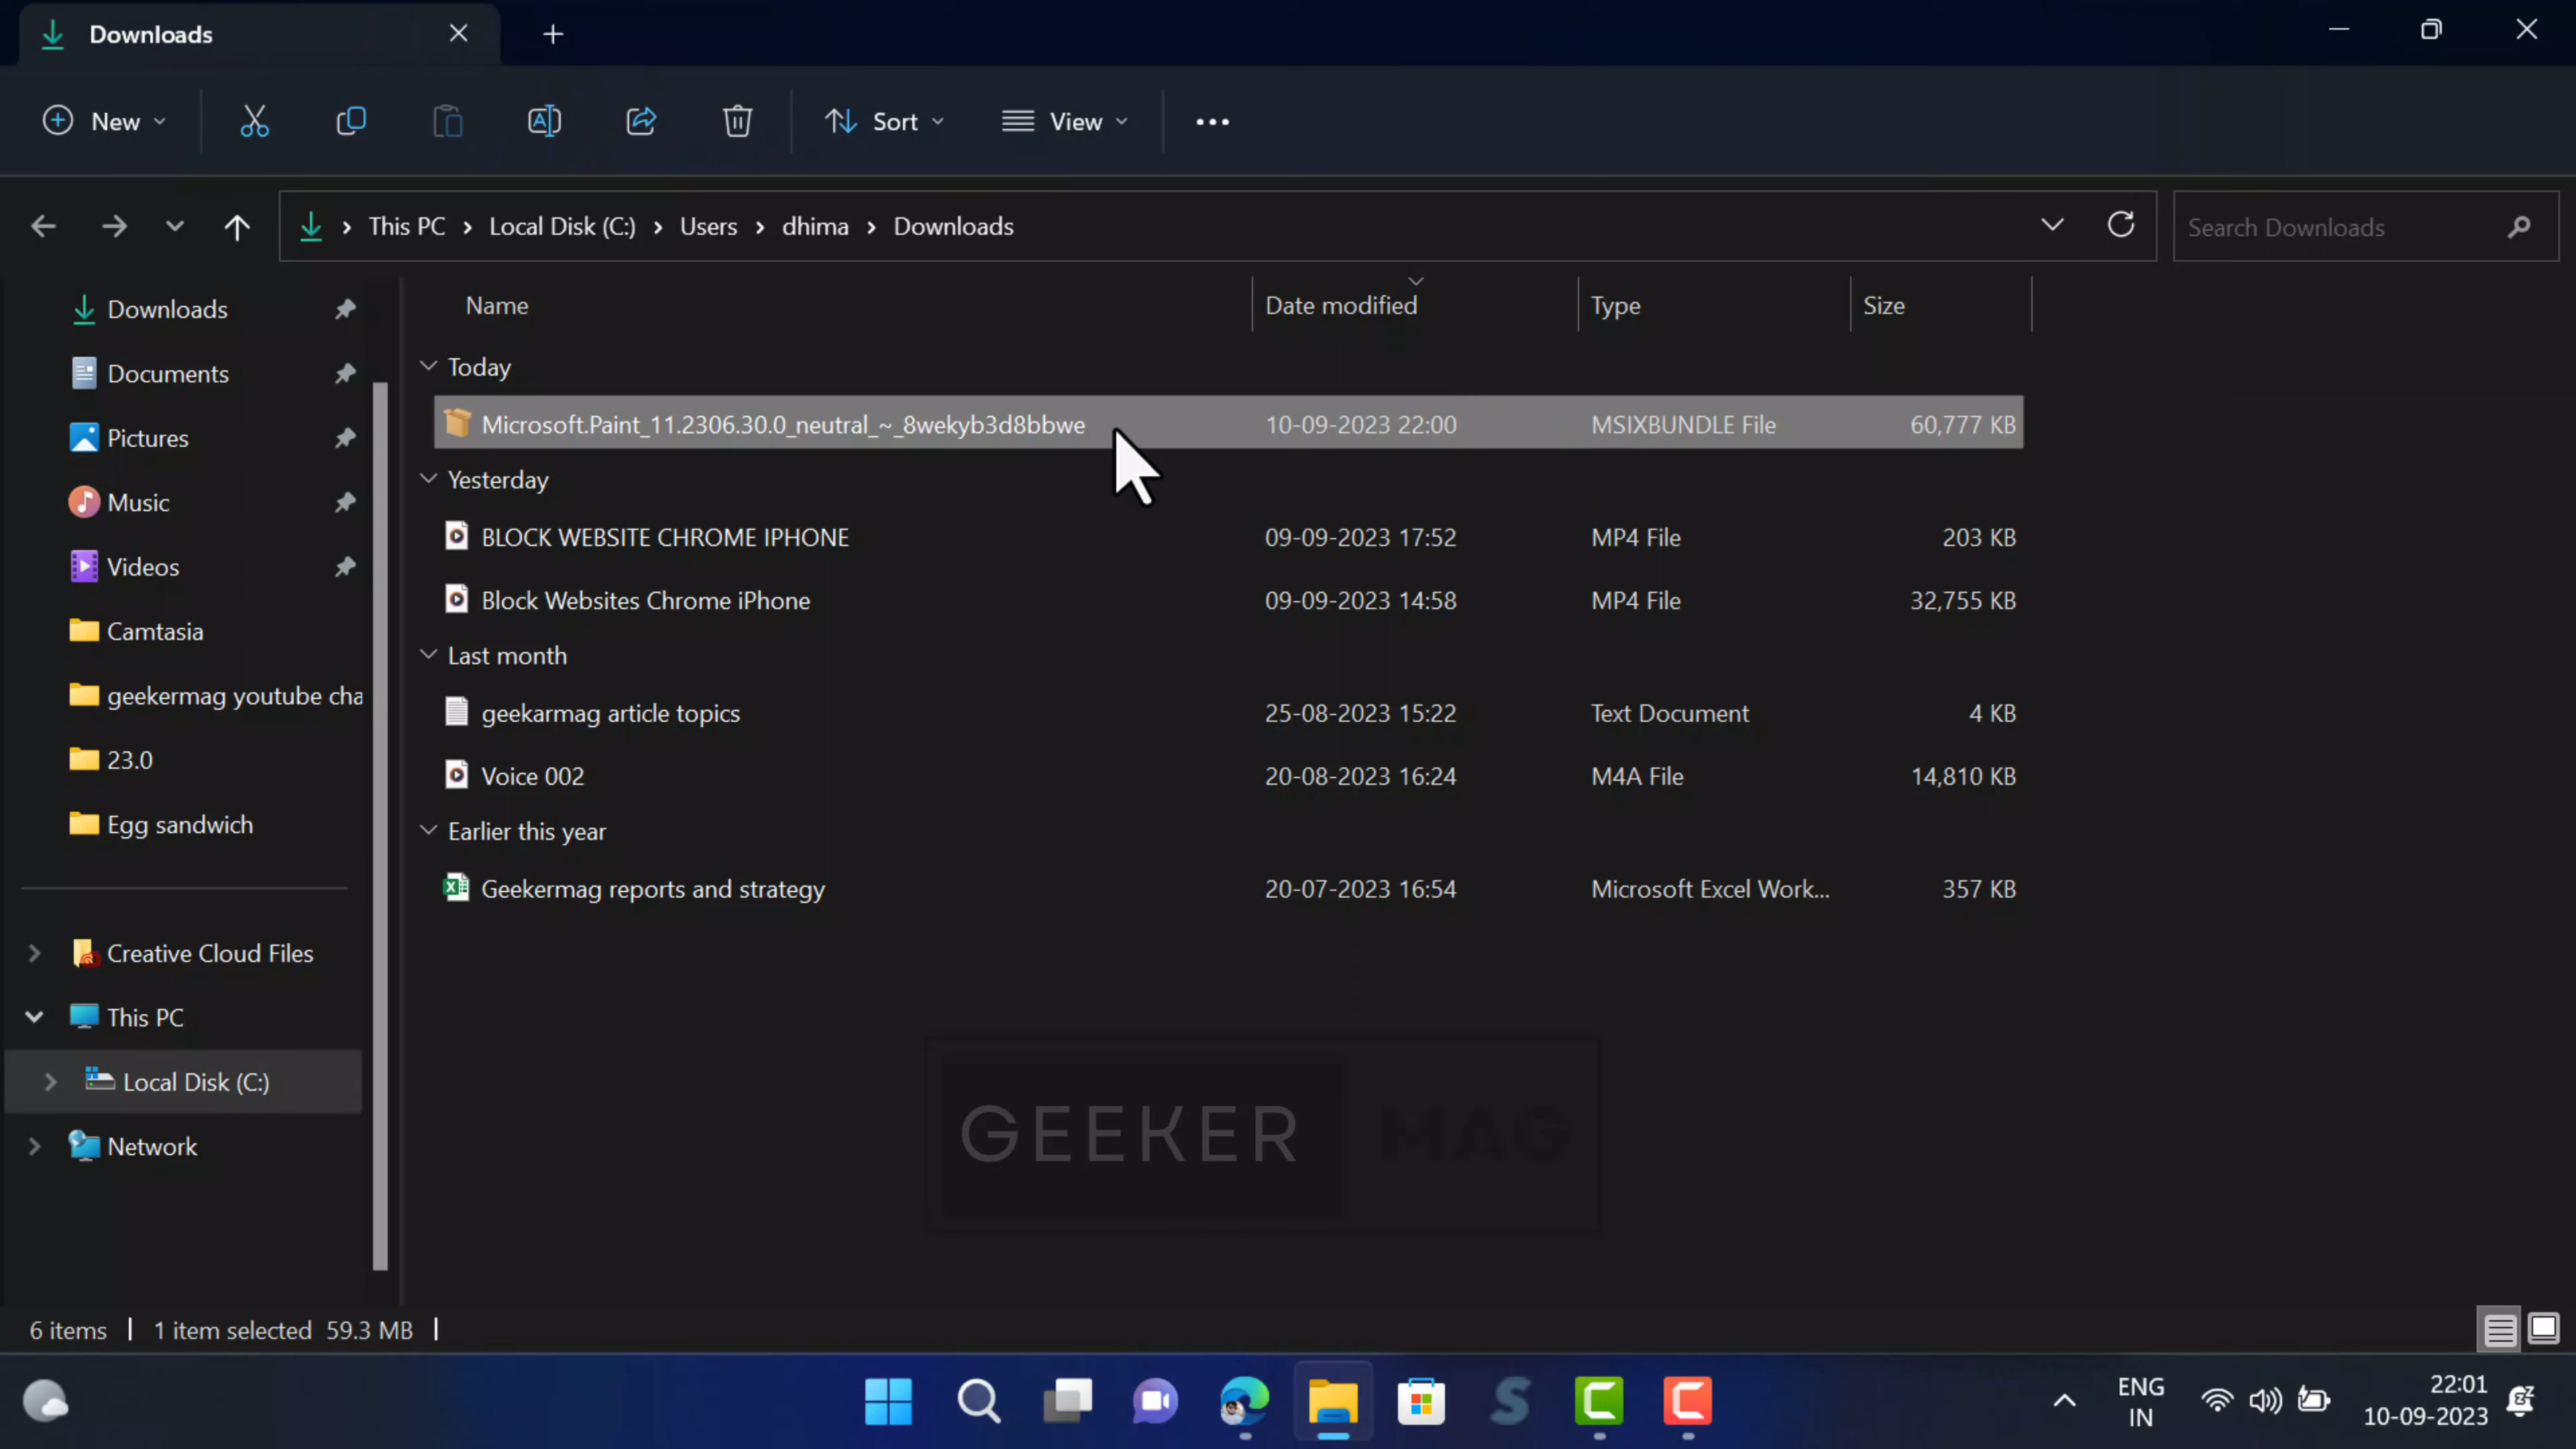 Downloads
New
Sort
View
This PC > Local Disk (C:) > Users > dhima > Downloads
Search Downloads
Downloads
Documents
Pictures
Music
Videos
Camtasia
geekermag youtube cha
23.0
Egg sandwich
Creative Cloud Files
This PC
Local Disk (C:)
Network
Name Date modified Type Size
Today
Microsoft.Paint_11.2306.30.0_neutral_~_8wekyb3d8bbwe 10-09-2023 22:00 MSIXBUNDLE File 60,777 KB
Yesterday
BLOCK WEBSITE CHROME IPHONE 09-09-2023 17:52 MP4 File 203 KB
Block Websites Chrome iPhone 09-09-2023 14:58 MP4 File 32,755 KB
Last month
geekarmag article topics 25-08-2023 15:22 Text Document 4 KB
Voice 002 20-08-2023 16:24 M4A File 14,810 KB
Earlier this year
Geekermag reports and strategy 20-07-2023 16:54 Microsoft Excel Work... 357 KB
GEEKER MAG
6 items | 1 item selected 59.3 MB |
ENG
IN
22:01
10-09-2023